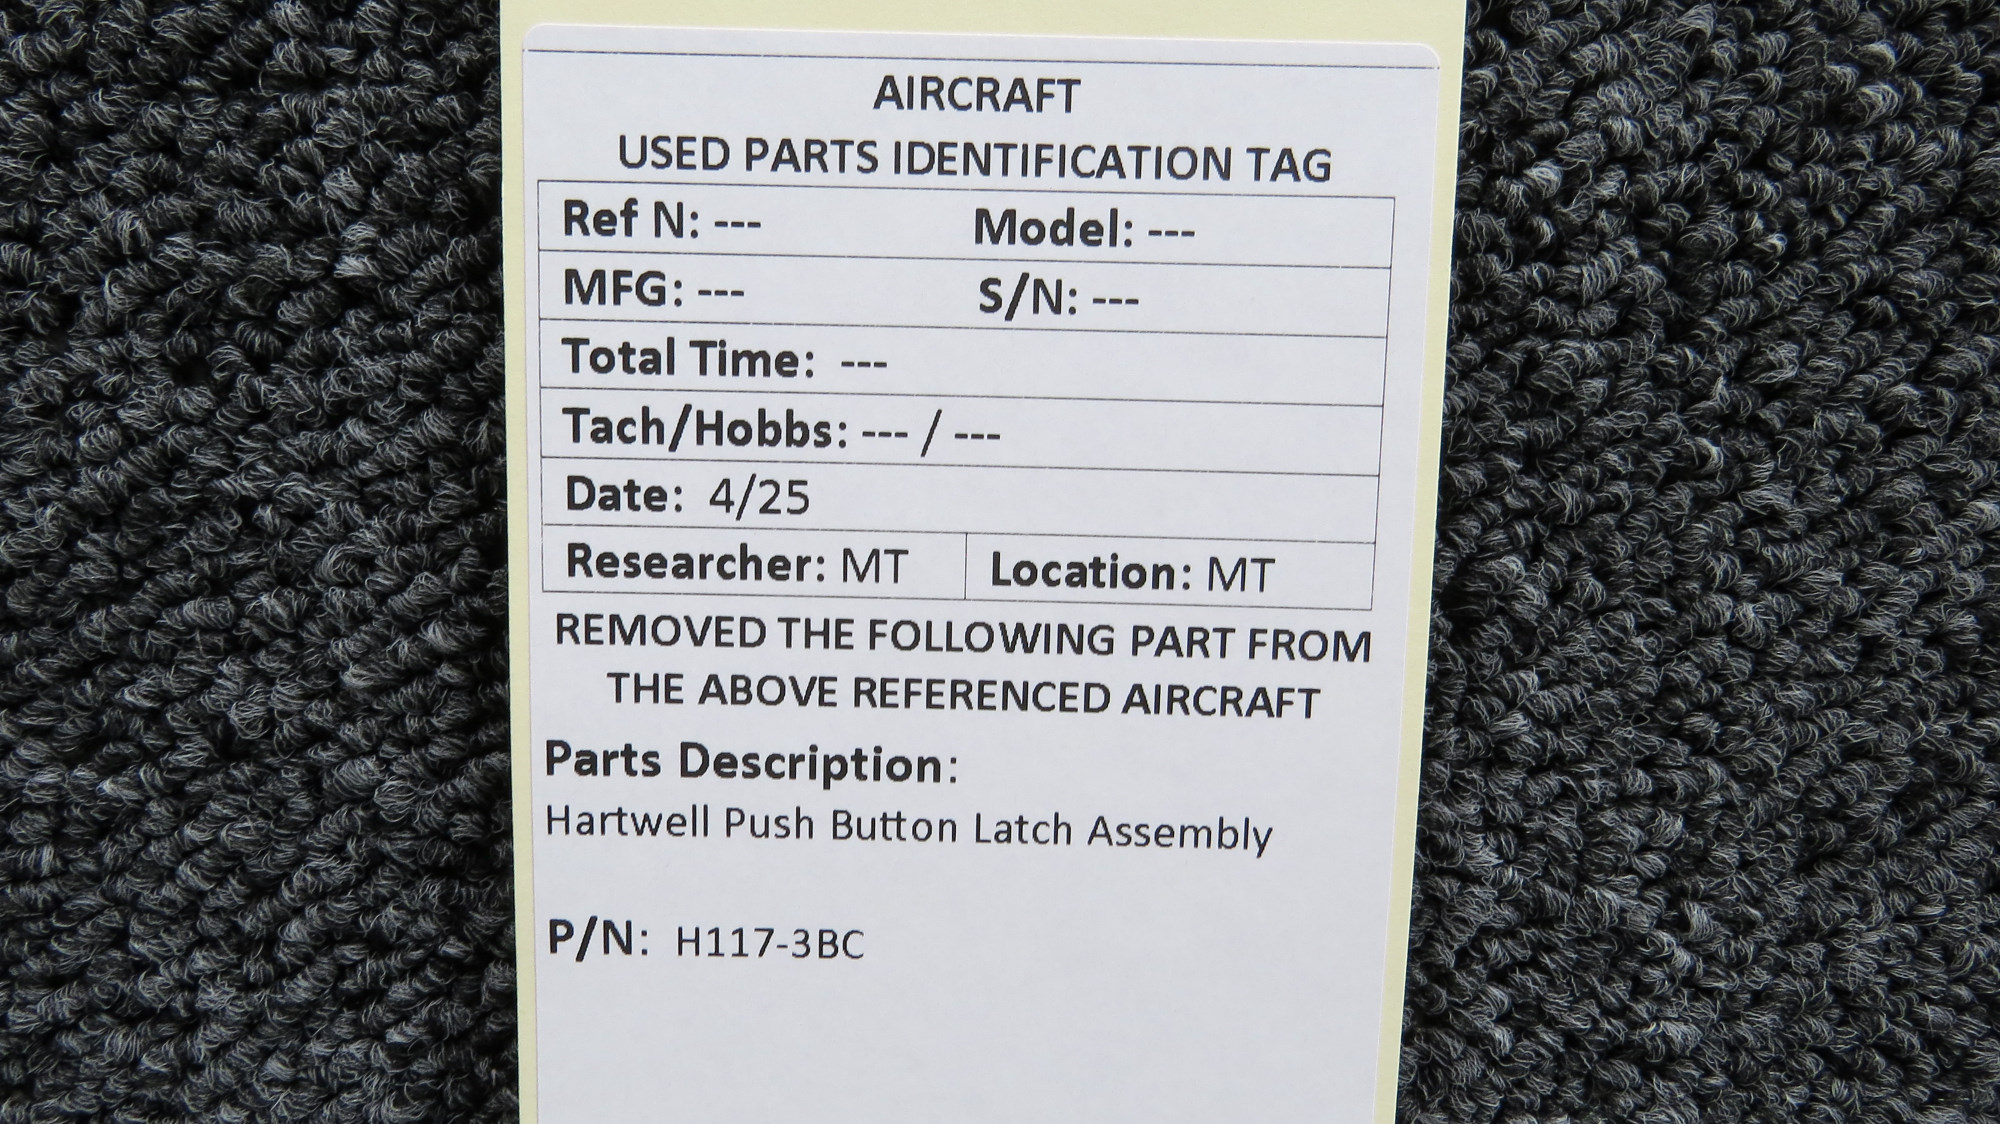 AIRCRAFT
USED PARTS IDENTIFICATION TAG
Ref N: --- Model: ---
MFG: --- S/N: ---
Total Time: ---
Tach/Hobbs: --- / ---
Date: 4/25
Researcher: MT Location: MT
REMOVED THE FOLLOWING PART FROM
THE ABOVE REFERENCED AIRCRAFT
Parts Description:
Hartwell Push Button Latch Assembly
P/N: H117-3BC